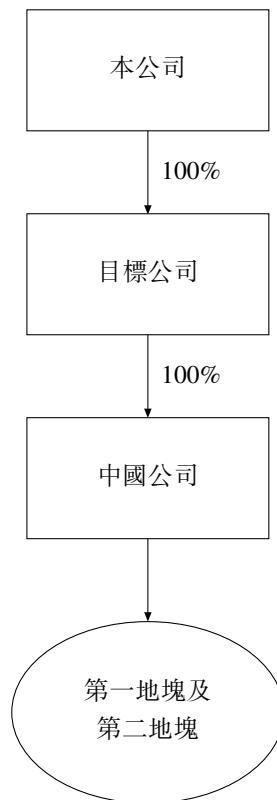 本公司
100%
目標公司
100%
中國公司
第一地塊及
第二地塊